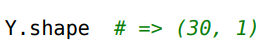 Y.shape  # => (30, 1)